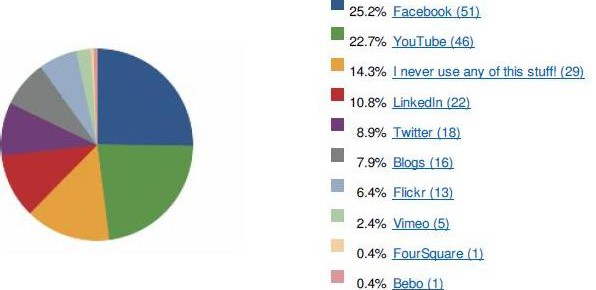 25.2% Facebook (51)
22.7% YouTube (46)
14.3% I never use any of this stuff! (29)
10.8% LinkedIn (22)
8.9% Twitter (18)
7.9% Blogs (16)
6.4% Flickr (13)
2.4% Vimeo (5)
0.4% FourSquare (1)
0.4% Bebo (1)